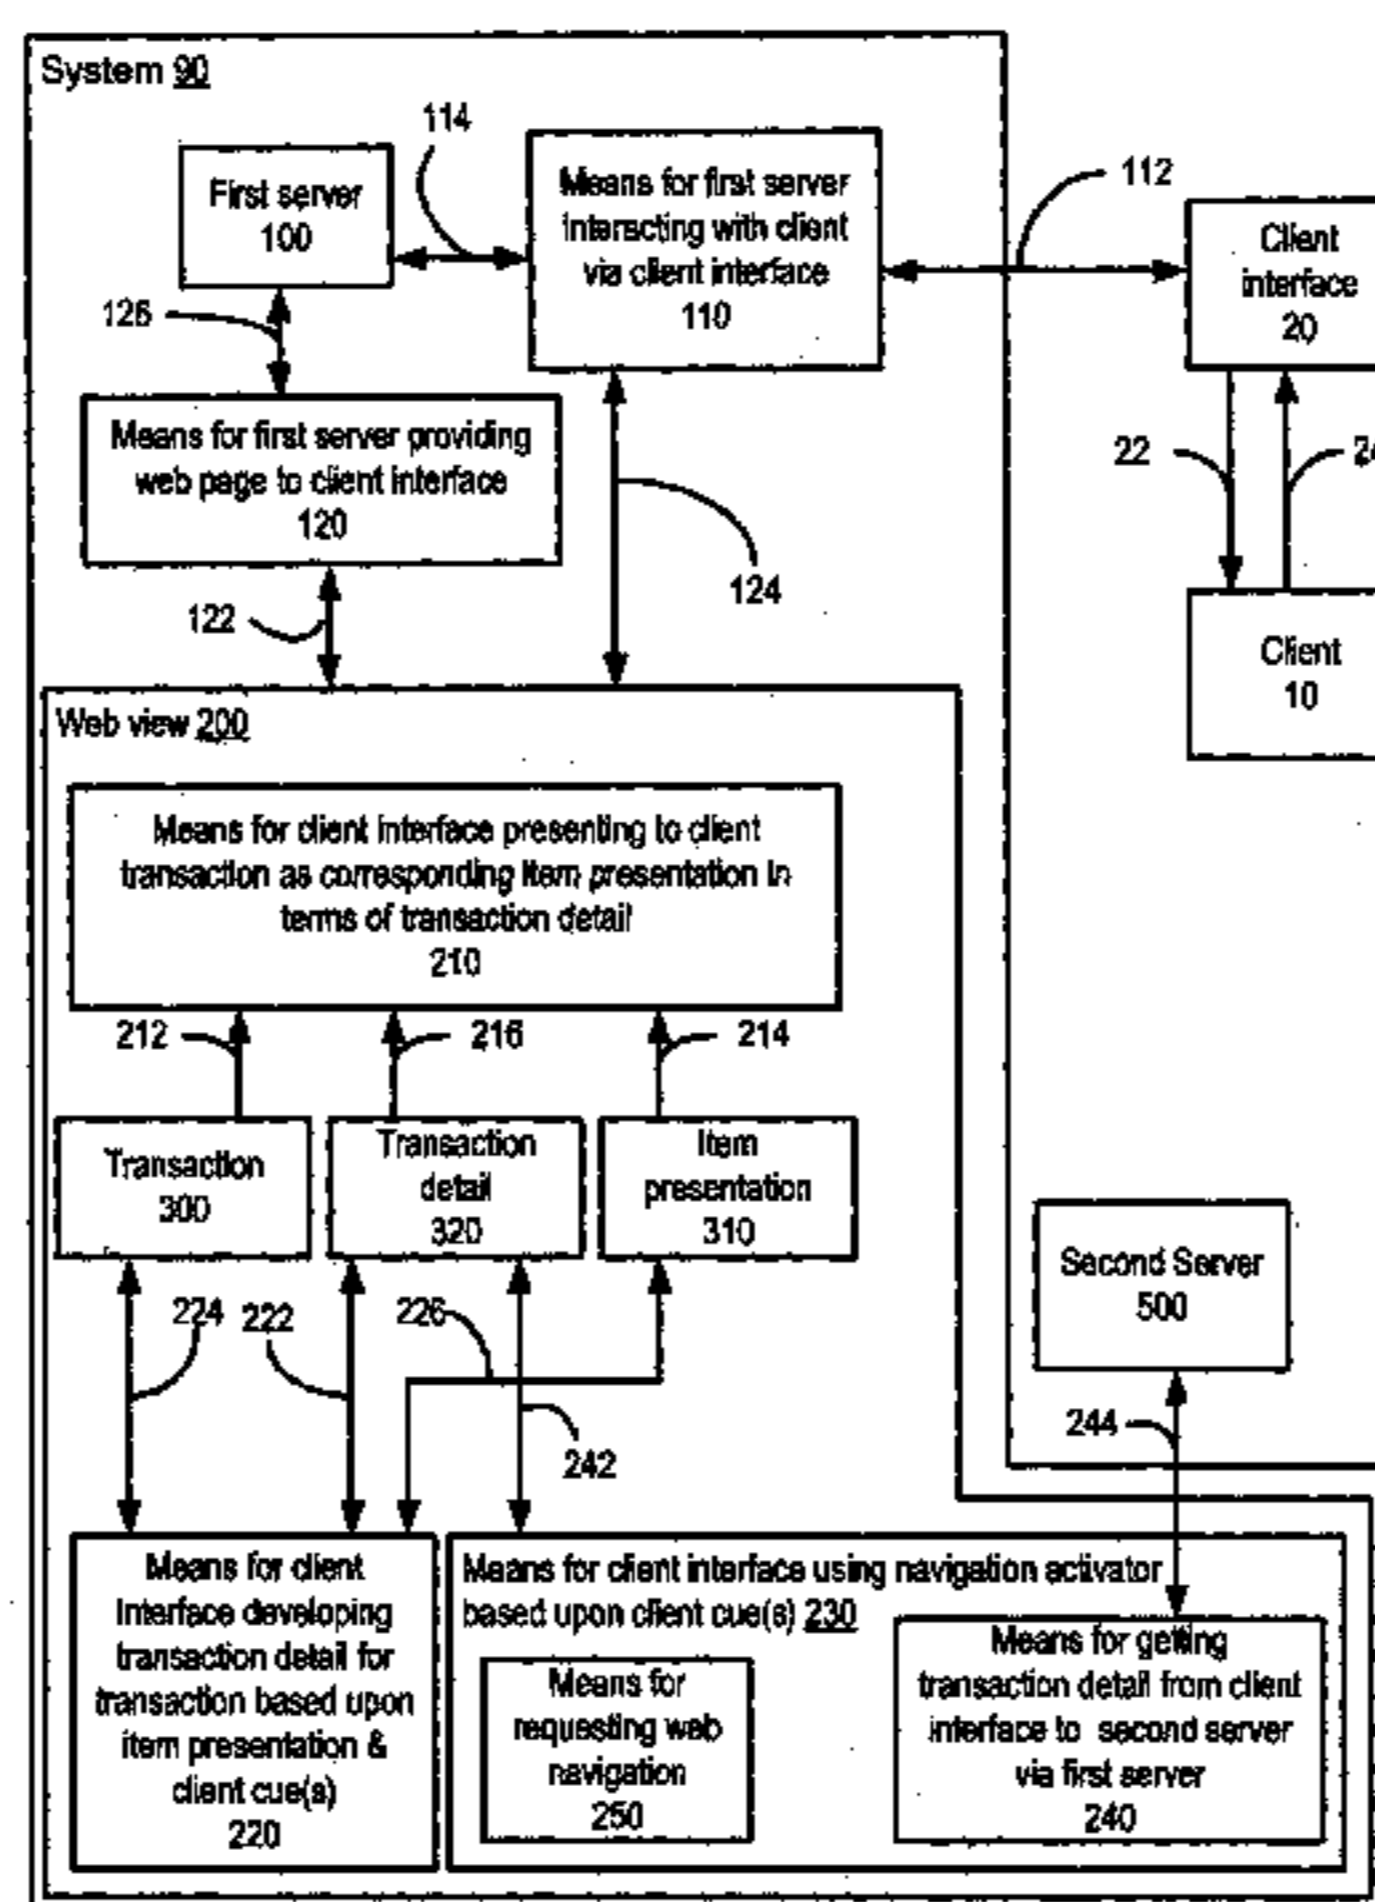 System 90
114
First server
100
Means for first server
interacting with client
via client interface
110
112
Client
interface
20
126
Means for first server providing
web page to client interface
120
22
124
122
Client
10
Web view 200
Means for client interface presenting to client
transaction as corresponding item presentation in
terms of transaction detail
210
212
216
214
Transaction
300
Transaction
detail
320
Item
presentation
310
Second Server
500
224
222
226
242
244
Means for client
interface developing
transaction detail for
transaction based upon
item presentation &
client cue(s)
220
Means for client interface using navigation activator
based upon client cue(s) 230
Means for
requesting web
navigation
250
Means for getting
transaction detail from client
interface to second server
via first server
240